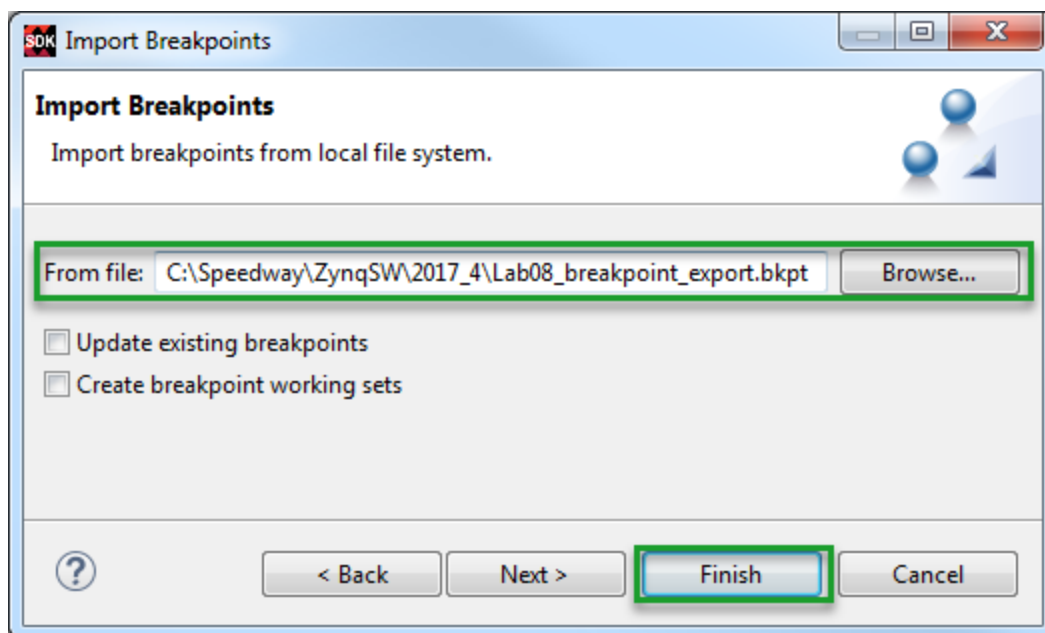 SDK Import Breakpoints
Import Breakpoints
Import breakpoints from local file system.
From file: C:\Speedway\ZynqSW\2017_4\Lab08_breakpoint_export.bkpt Browse...
Update existing breakpoints
Create breakpoint working sets
? < Back Next > Finish Cancel